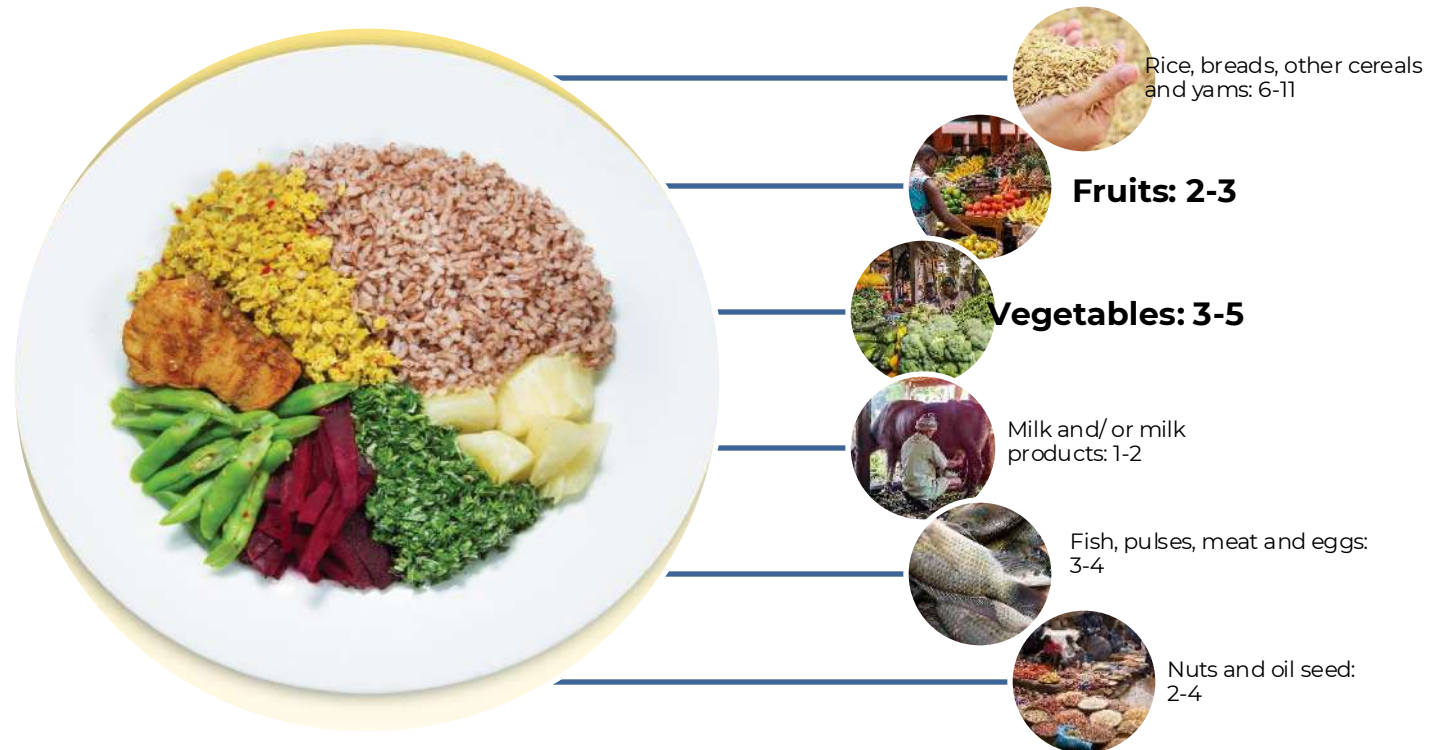 Rice, breads, other cereals
and yams: 6-11
Fruits: 2-3
Vegetables: 3-5
Milk and/ or milk
products: 1-2
Fish, pulses, meat and eggs:
3-4
Nuts and oil seed:
2-4